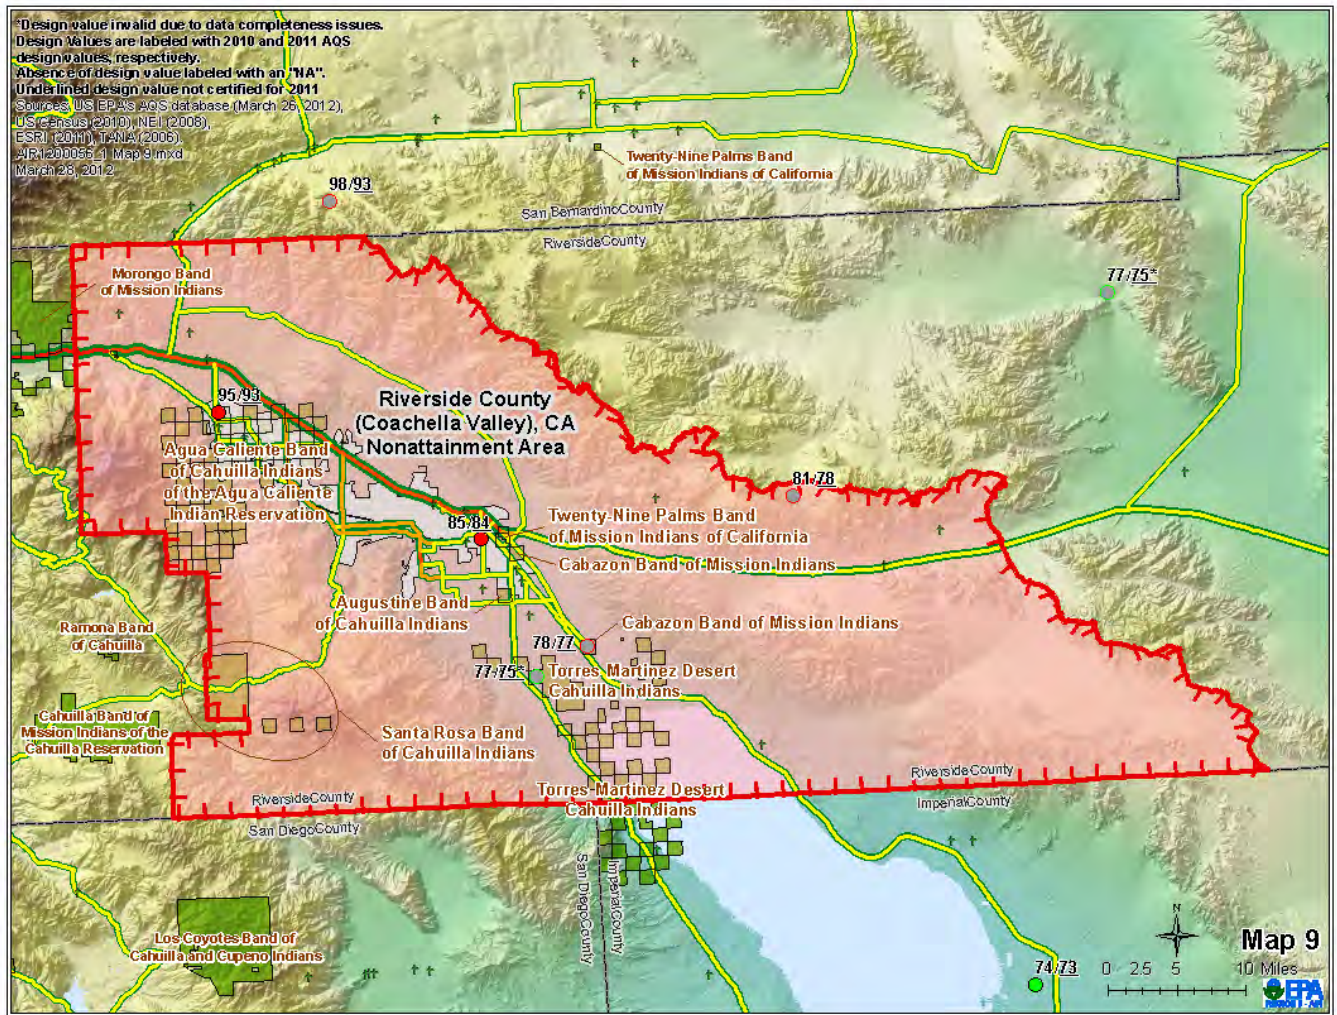 *Design value invalid due to data completeness issues.
Design Values are labeled with 2010 and 2011 AQS
design values, respectively.
Absence of design value labeled with an "NA".
Underlined design value not certified for 2011
Sources: US EPA's AQS database (March 26, 2012),
US Census (2010), NEI (2008),
ESRI (2011), TANA (2006).
AIR1200056_1 Map 9.mxd
March 28, 2012
Twenty-Nine Palms Band
of Mission Indians of California
98/93
San Bernardino County
Riverside County
Morongo Band
of Mission Indians
77/75*
95/93
Riverside County
(Coachella Valley), CA
Nonattainment Area
Agua Caliente Band
of Cahuilla Indians
of the Agua Caliente
Indian Reservation
81/78
85/84
Twenty-Nine Palms Band
of Mission Indians of California
Cabazon Band of Mission Indians
Augustine Band
of Cahuilla Indians
Cabazon Band of Mission Indians
Ramona Band
of Cahuilla
78/77
77/75*
Torres Martinez Desert
Cahuilla Indians
Cahuilla Band of
Mission Indians of the
Cahuilla Reservation
Santa Rosa Band
of Cahuilla Indians
Riverside County
Imperial County
Torres Martinez Desert
Cahuilla Indians
Riverside County
San Diego County
San Diego County
Imperial County
Los Coyotes Band of
Cahuilla and Cupeno Indians
N
Map 9
74/73
0 2.5 5 10 Miles
EPA